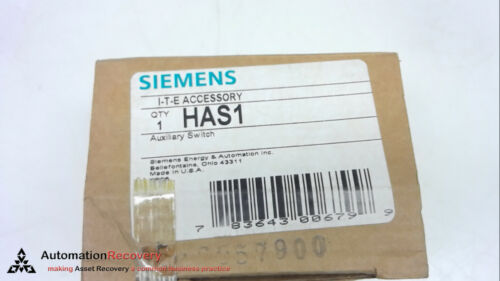 SIEMENS
I-T-E ACCESSORY
QTY
1 HAS1
Auxiliary Switch
Siemens Energy & Automation Inc.
Bellefontaine, Ohio 43311
Made in U.S.A.
7 83643 00679 9
67900
AutomationRecovery
making Asset Recovery a common business practice